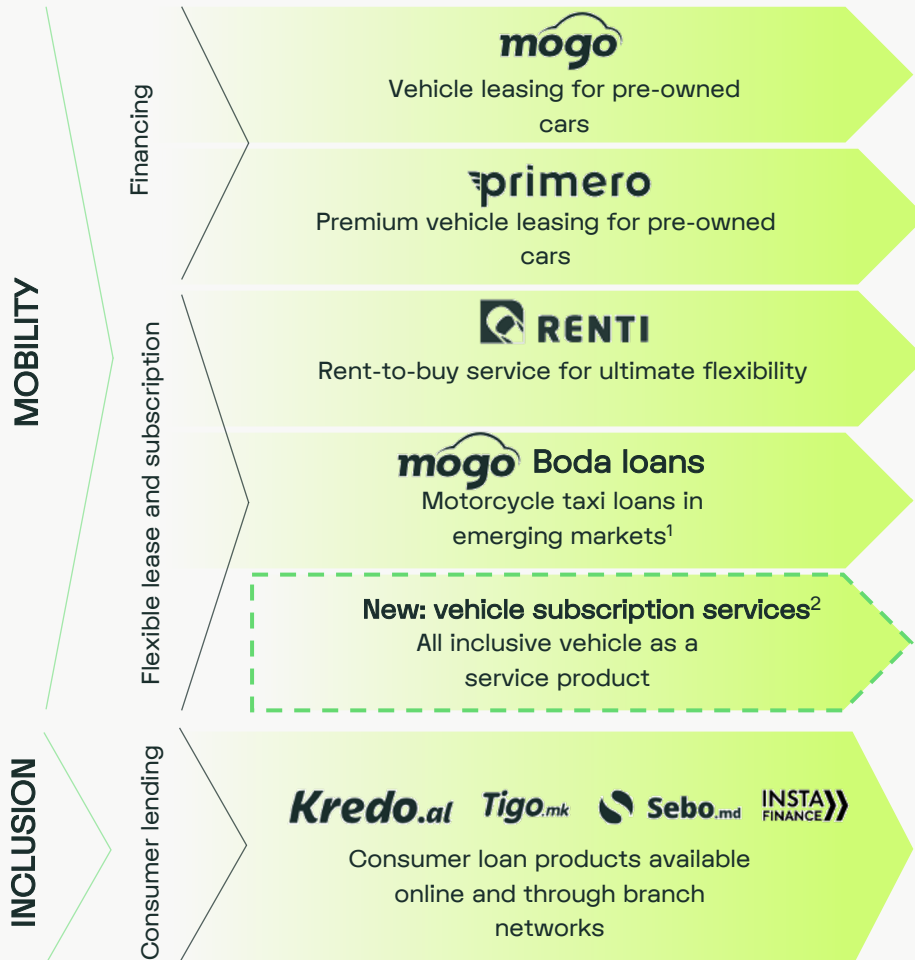 MOBILITY
Financing
mogo
Vehicle leasing for pre-owned
cars
primero
Premium vehicle leasing for pre-owned
cars
Flexible lease and subscription
RENTI
Rent-to-buy service for ultimate flexibility
mogo Boda loans
Motorcycle taxi loans in
emerging markets¹
New: vehicle subscription services²
All inclusive vehicle as a
service product
INCLUSION
Consumer lending
Kredo.al Tigo.mk Sebo.md INSTA
FINANCE
Consumer loan products available
online and through branch
networks